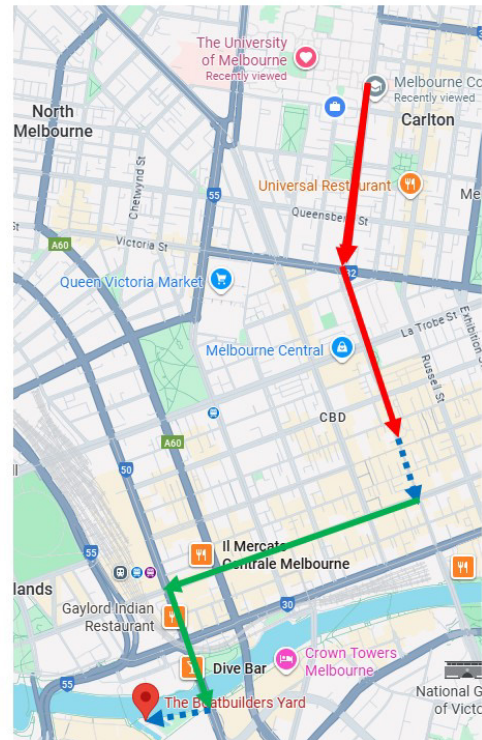 The University
of Melbourne
Recently viewed
Melbourne Co
Recently viewed
North
Melbourne
Carlton
Chetwynd St
55
Universal Restaurant
Me
Queensberry St
A60
Victoria St
32
Queen Victoria Market
Exhibition St
La Trobe St
Melbourne Central
Russell St
CBD
A60
50
Il Mercato
Centrale Melbourne
55
lands
30
Gaylord Indian
Restaurant
Crown Towers
Melbourne
Dive Bar
55
The Boatbuilders Yard
National G
of Victo